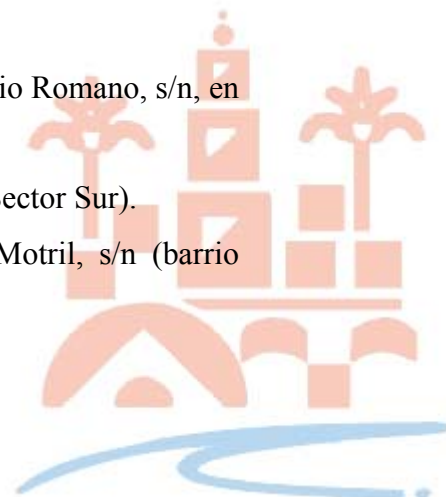 io Romano, s/n, en
ector Sur).
Motril, s/n (barrio